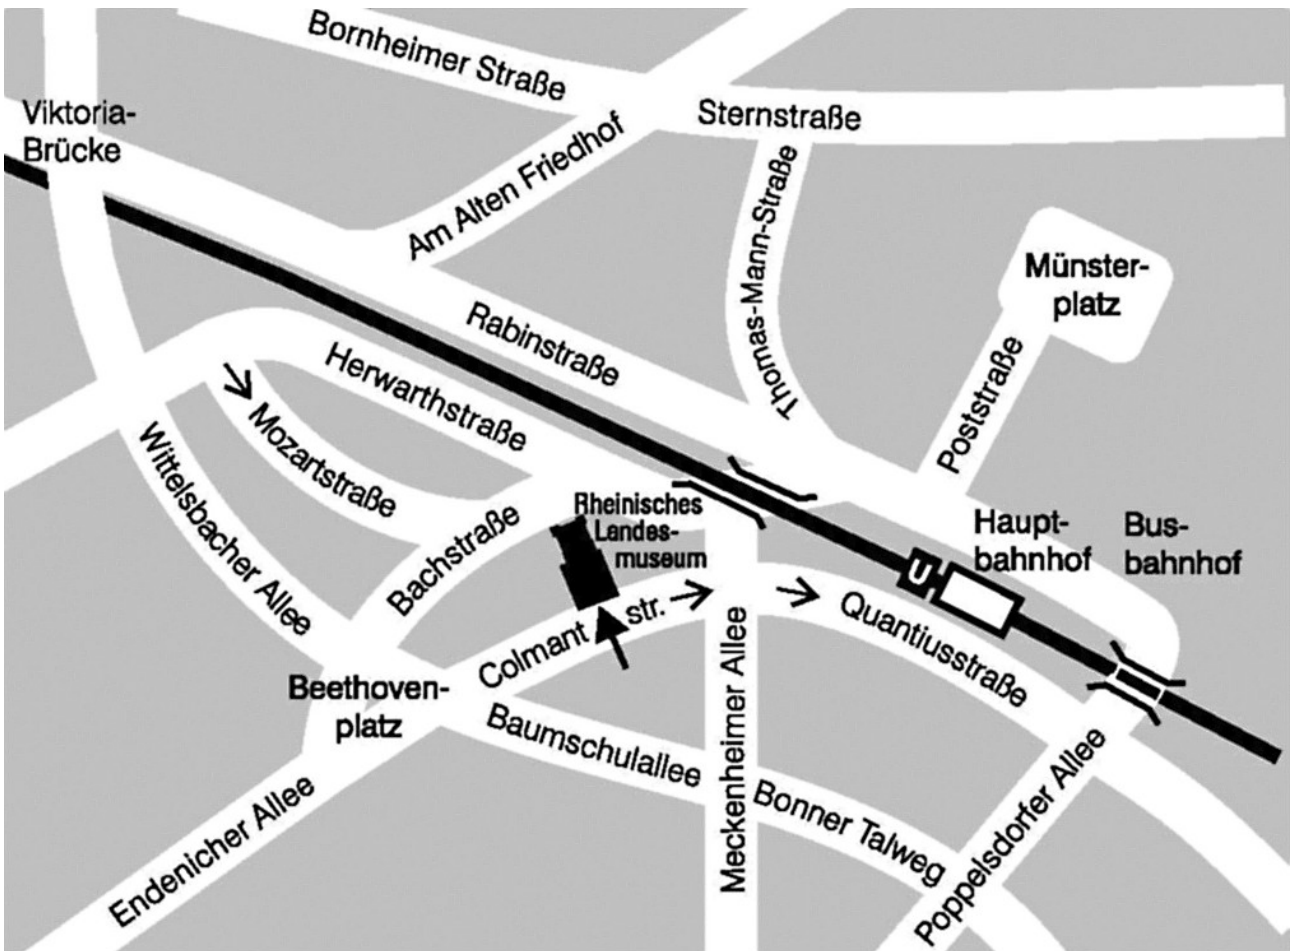 Bornheimer Straße
Viktoria-
Brücke
Sternstraße
Am Alten Friedhof
Thomas-Mann-Straße
Münster-
platz
Rabinstraße
Herwarthstraße
Poststraße
Mozartstraße
Wittelsbacher Allee
Bachstraße
Rheinisches
Landes-
museum
Haupt-
bahnhof
Bus-
bahnhof
U
Colmant str.
Quantiusstraße
Beethoven-
platz
Baumschulallee
Meckenheimer Allee
Bonner Talweg
Poppelsdorfer Allee
Endenicher Allee